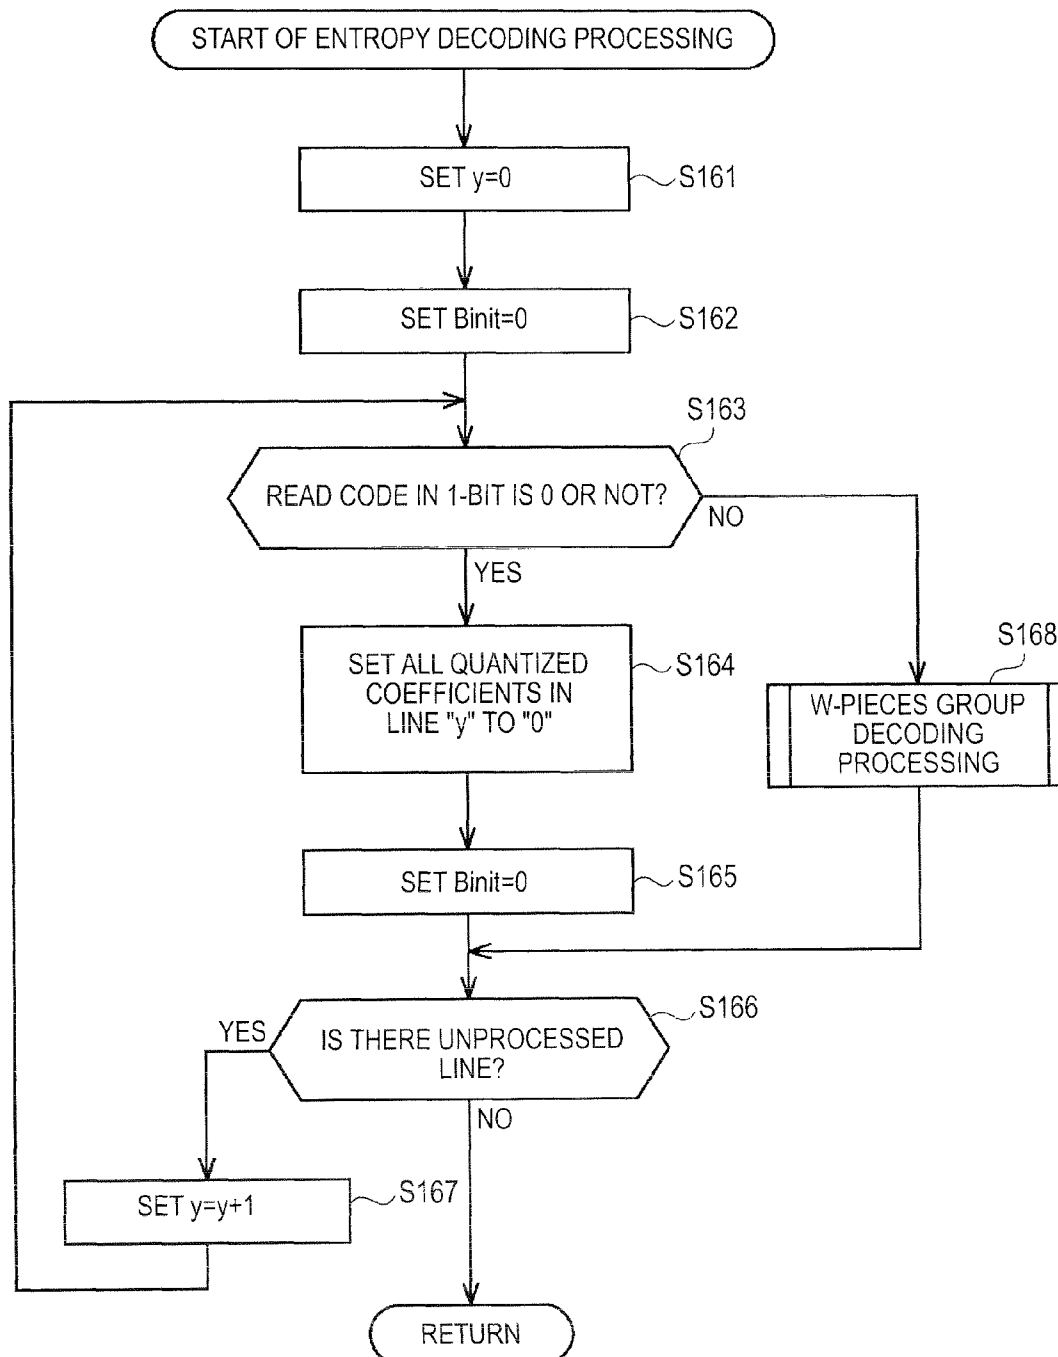 START OF ENTROPY DECODING PROCESSING
SET y=0
S161
SET Binit=0
S162
S163
READ CODE IN 1-BIT IS 0 OR NOT?
NO
YES
SET ALL QUANTIZED
COEFFICIENTS IN
LINE "y" TO "0"
S164
S168
W-PIECES GROUP
DECODING
PROCESSING
SET Binit=0
S165
S166
YES
IS THERE UNPROCESSED
LINE?
NO
SET y=y+1
S167
RETURN